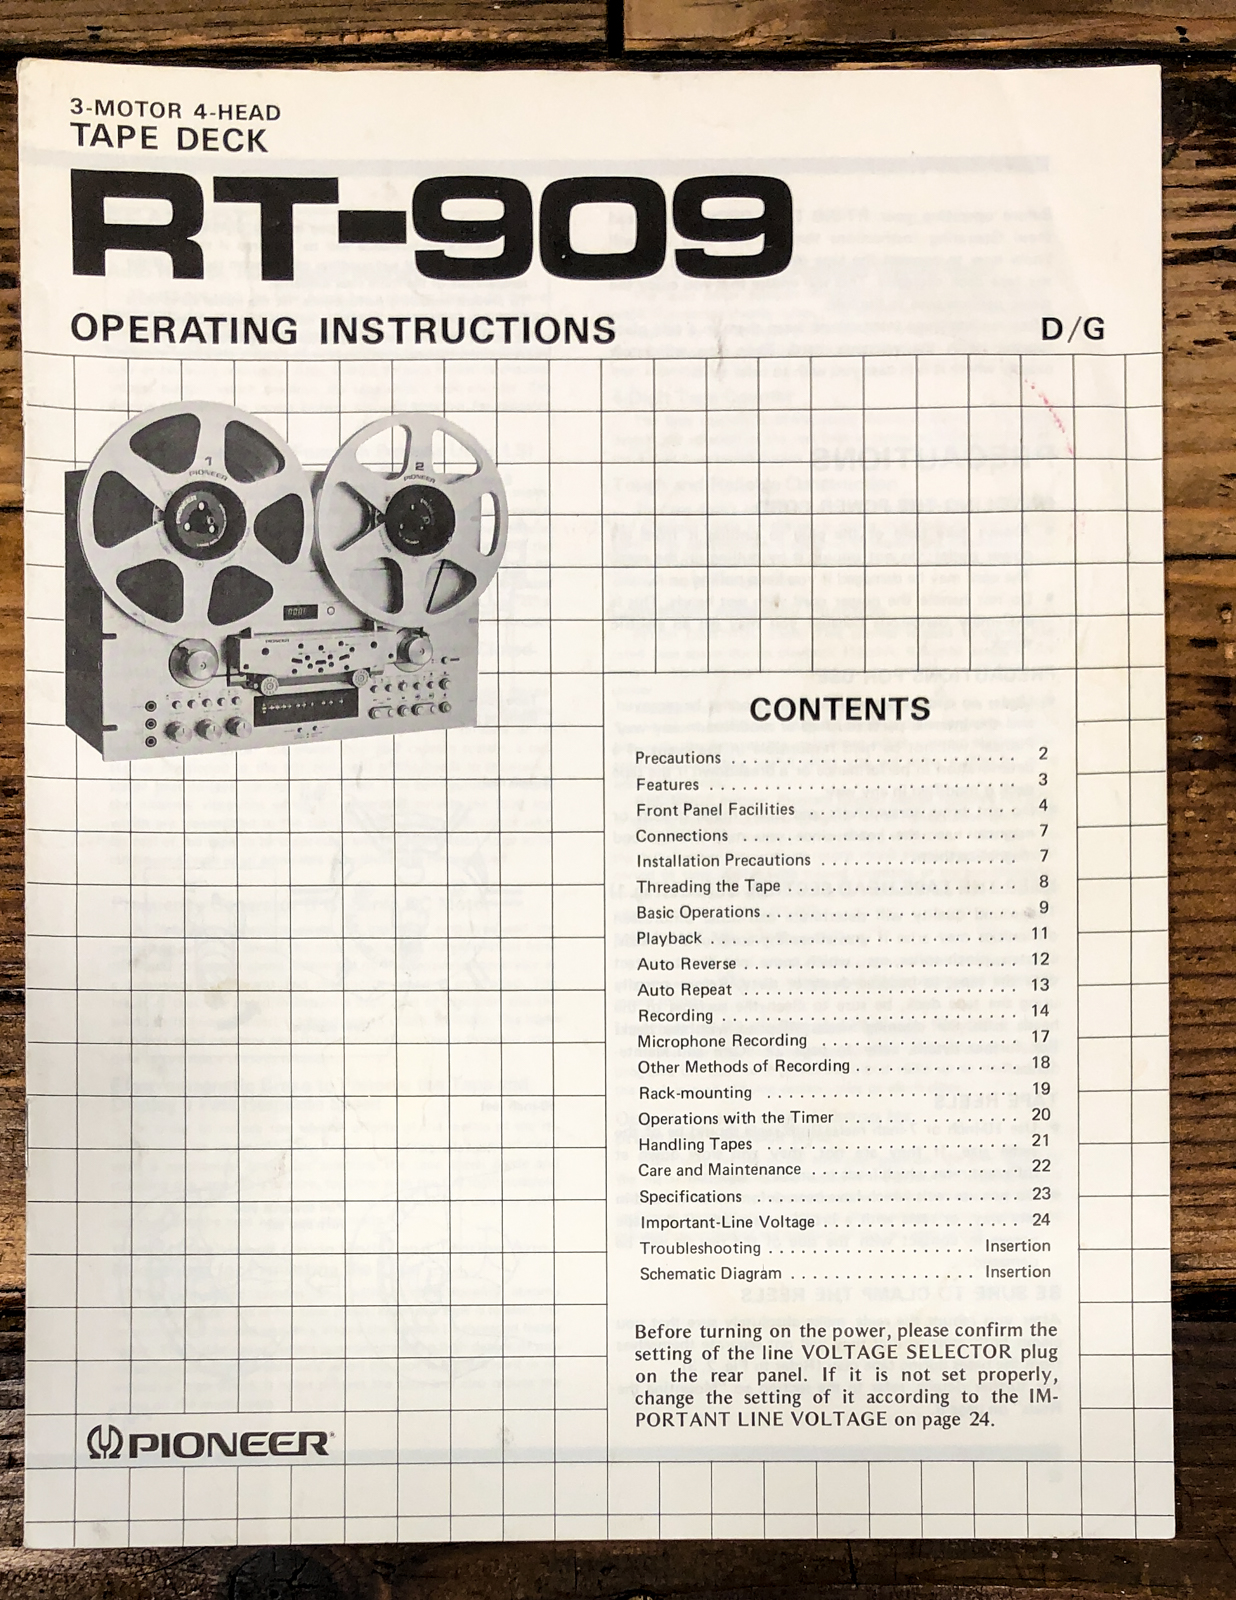 3-MOTOR 4-HEAD
TAPE DECK
RT-909
OPERATING INSTRUCTIONS D/G
1
PIONEER
2
PIONEER
PIONEER
CONTENTS
Precautions . . . . . . . . . . . . . . . . . . . . . . . . . . . . . 2
Features . . . . . . . . . . . . . . . . . . . . . . . . . . . . . . 3
Front Panel Facilities . . . . . . . . . . . . . . . . . . . . . 4
Connections . . . . . . . . . . . . . . . . . . . . . . . . . . . 7
Installation Precautions . . . . . . . . . . . . . . . . . . . 7
Threading the Tape . . . . . . . . . . . . . . . . . . . . . . 8
Basic Operations . . . . . . . . . . . . . . . . . . . . . . . . 9
Playback . . . . . . . . . . . . . . . . . . . . . . . . . . . . . 11
Auto Reverse . . . . . . . . . . . . . . . . . . . . . . . . . . 12
Auto Repeat . . . . . . . . . . . . . . . . . . . . . . . . . . 13
Recording . . . . . . . . . . . . . . . . . . . . . . . . . . . . 14
Microphone Recording . . . . . . . . . . . . . . . . . . . 17
Other Methods of Recording . . . . . . . . . . . . . . . 18
Rack-mounting . . . . . . . . . . . . . . . . . . . . . . . . 19
Operations with the Timer . . . . . . . . . . . . . . . . . 20
Handling Tapes . . . . . . . . . . . . . . . . . . . . . . . . 21
Care and Maintenance . . . . . . . . . . . . . . . . . . . 22
Specifications . . . . . . . . . . . . . . . . . . . . . . . . . 23
Important-Line Voltage . . . . . . . . . . . . . . . . . . 24
Troubleshooting . . . . . . . . . . . . . . . . . . . Insertion
Schematic Diagram . . . . . . . . . . . . . . . . . Insertion
Before turning on the power, please confirm the
setting of the line VOLTAGE SELECTOR plug
on the rear panel. If it is not set properly,
change the setting of it according to the IM-
PORTANT LINE VOLTAGE on page 24.
PIONEER®